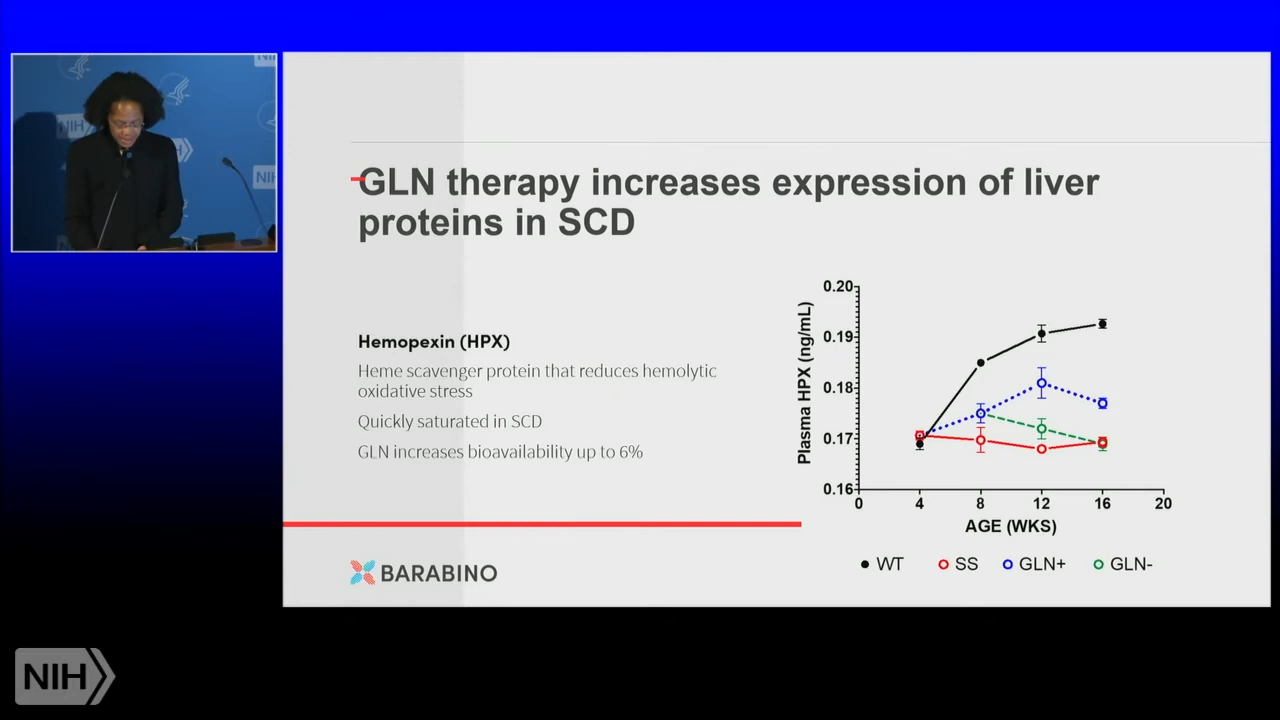 NIH
NIH
NIH
GLN therapy increases expression of liver
proteins in SCD
Hemopexin (HPX)
Heme scavenger protein that reduces hemolytic
oxidative stress
Quickly saturated in SCD
GLN increases bioavailability up to 6%
BARABINO
Plasma HPX (ng/mL)
0.20
0.19
0.18
0.17
0.16
0 4 8 12 16 20
AGE (WKS)
WT SS GLN+ GLN-
NIH